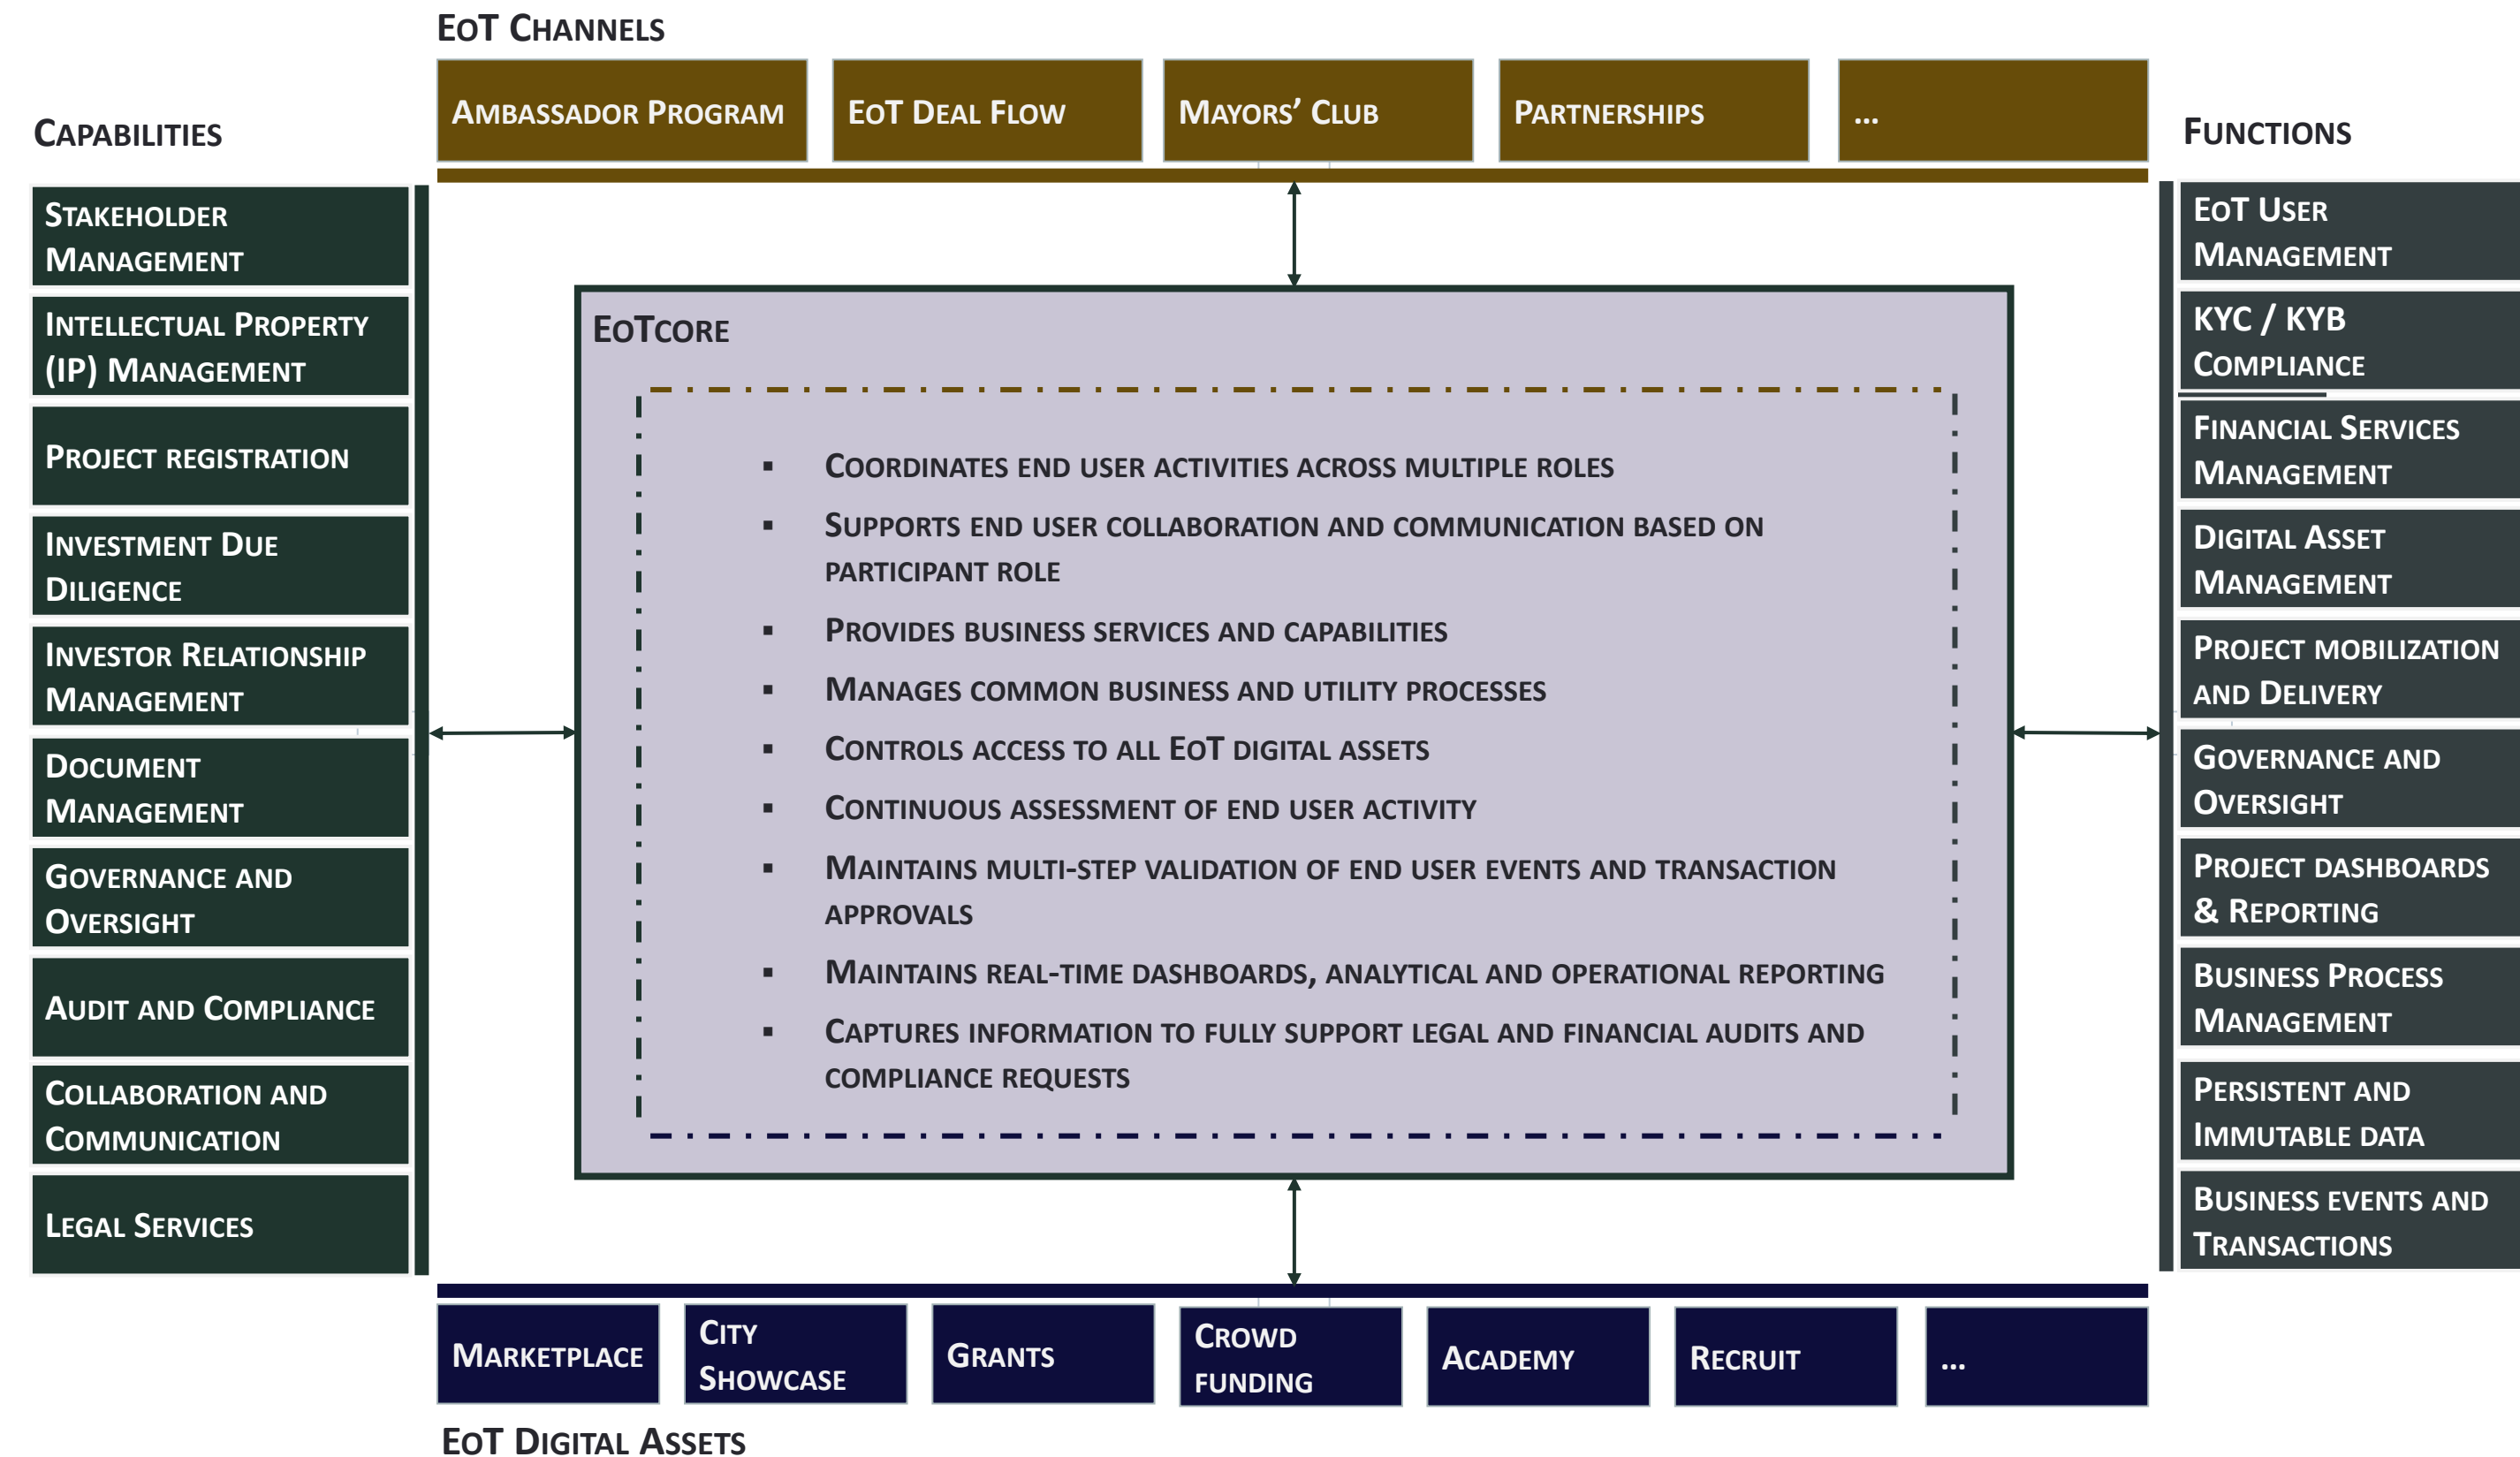 EoT Channels
Ambassador Program
EoT Deal Flow
Mayors’ Club
Partnerships
...
Capabilities
Stakeholder
Management
Intellectual Property
(IP) Management
Project registration
Investment Due
Diligence
Investor Relationship
Management
Document
Management
Governance and
Oversight
Audit and Compliance
Collaboration and
Communication
Legal Services
EoTcore
▪ Coordinates end user activities across multiple roles
▪ Supports end user collaboration and communication based on
participant role
▪ Provides business services and capabilities
▪ Manages common business and utility processes
▪ Controls access to all EoT digital assets
▪ Continuous assessment of end user activity
▪ Maintains multi-step validation of end user events and transaction
approvals
▪ Maintains real-time dashboards, analytical and operational reporting
▪ Captures information to fully support legal and financial audits and
compliance requests
Functions
EoT User
Management
KYC / KYB
Compliance
Financial Services
Management
Digital Asset
Management
Project mobilization
and Delivery
Governance and
Oversight
Project dashboards
& Reporting
Business Process
Management
Persistent and
Immutable data
Business events and
Transactions
Marketplace
City
Showcase
Grants
Crowd
funding
Academy
Recruit
...
EoT Digital Assets